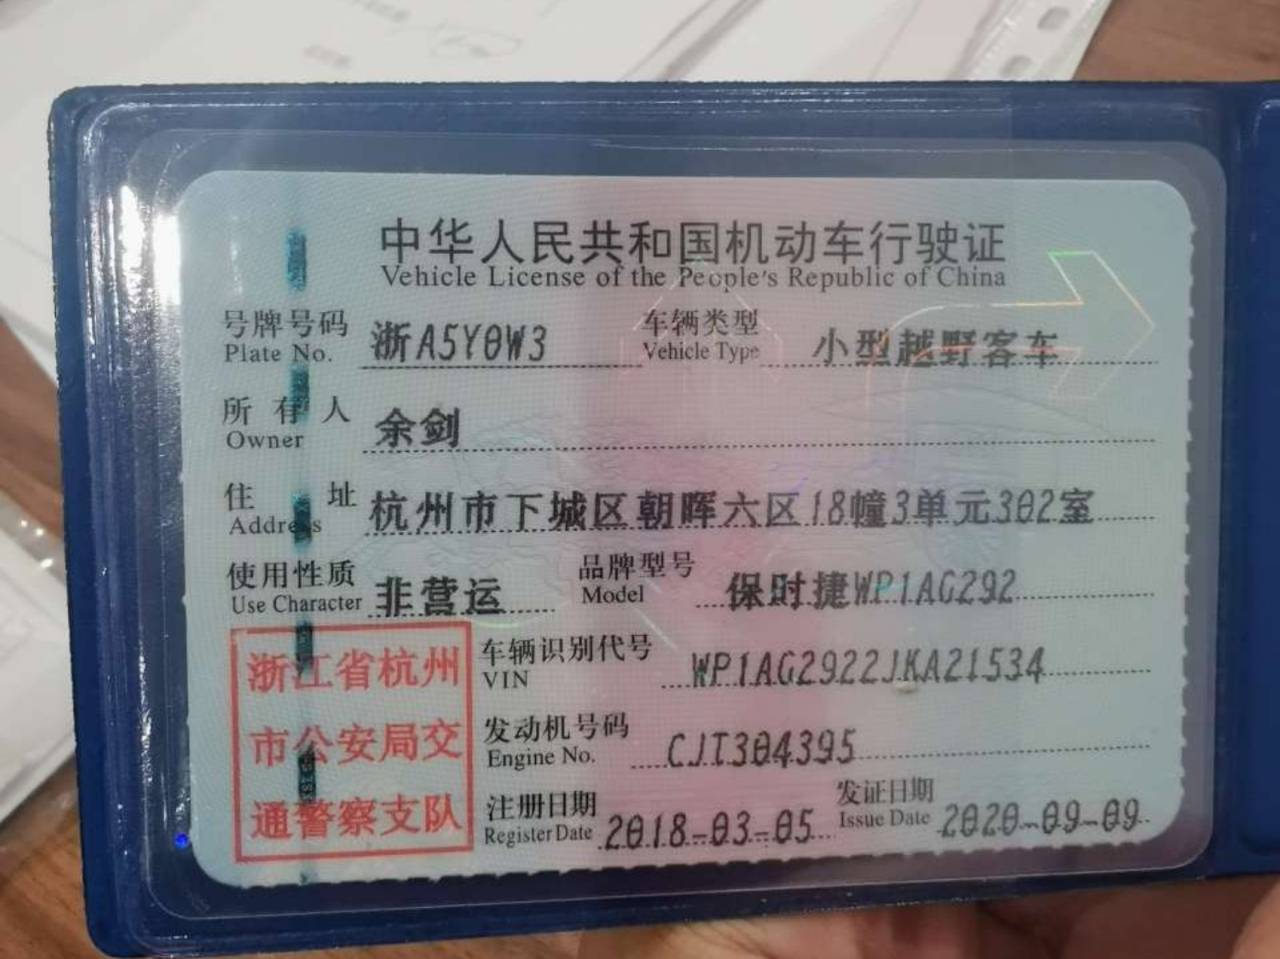 中华人民共和国机动车行驶证
Vehicle License of the People's Republic of China
号牌号码 浙A5Y0W3 车辆类型 小型越野客车
Plate No. Vehicle Type
所有人 余剑
Owner
住址 杭州市下城区朝晖六区18幢3单元302室
Address
使用性质 非营运 品牌型号 保时捷WP1AG292
Use Character Model
浙江省杭州
市公安局交
通警察支队
车辆识别代号 WP1AG2922JKA21534
VIN
发动机号码 CJT304395
Engine No.
注册日期 2018-03-05 发证日期 2020-09-09
Register Date Issue Date